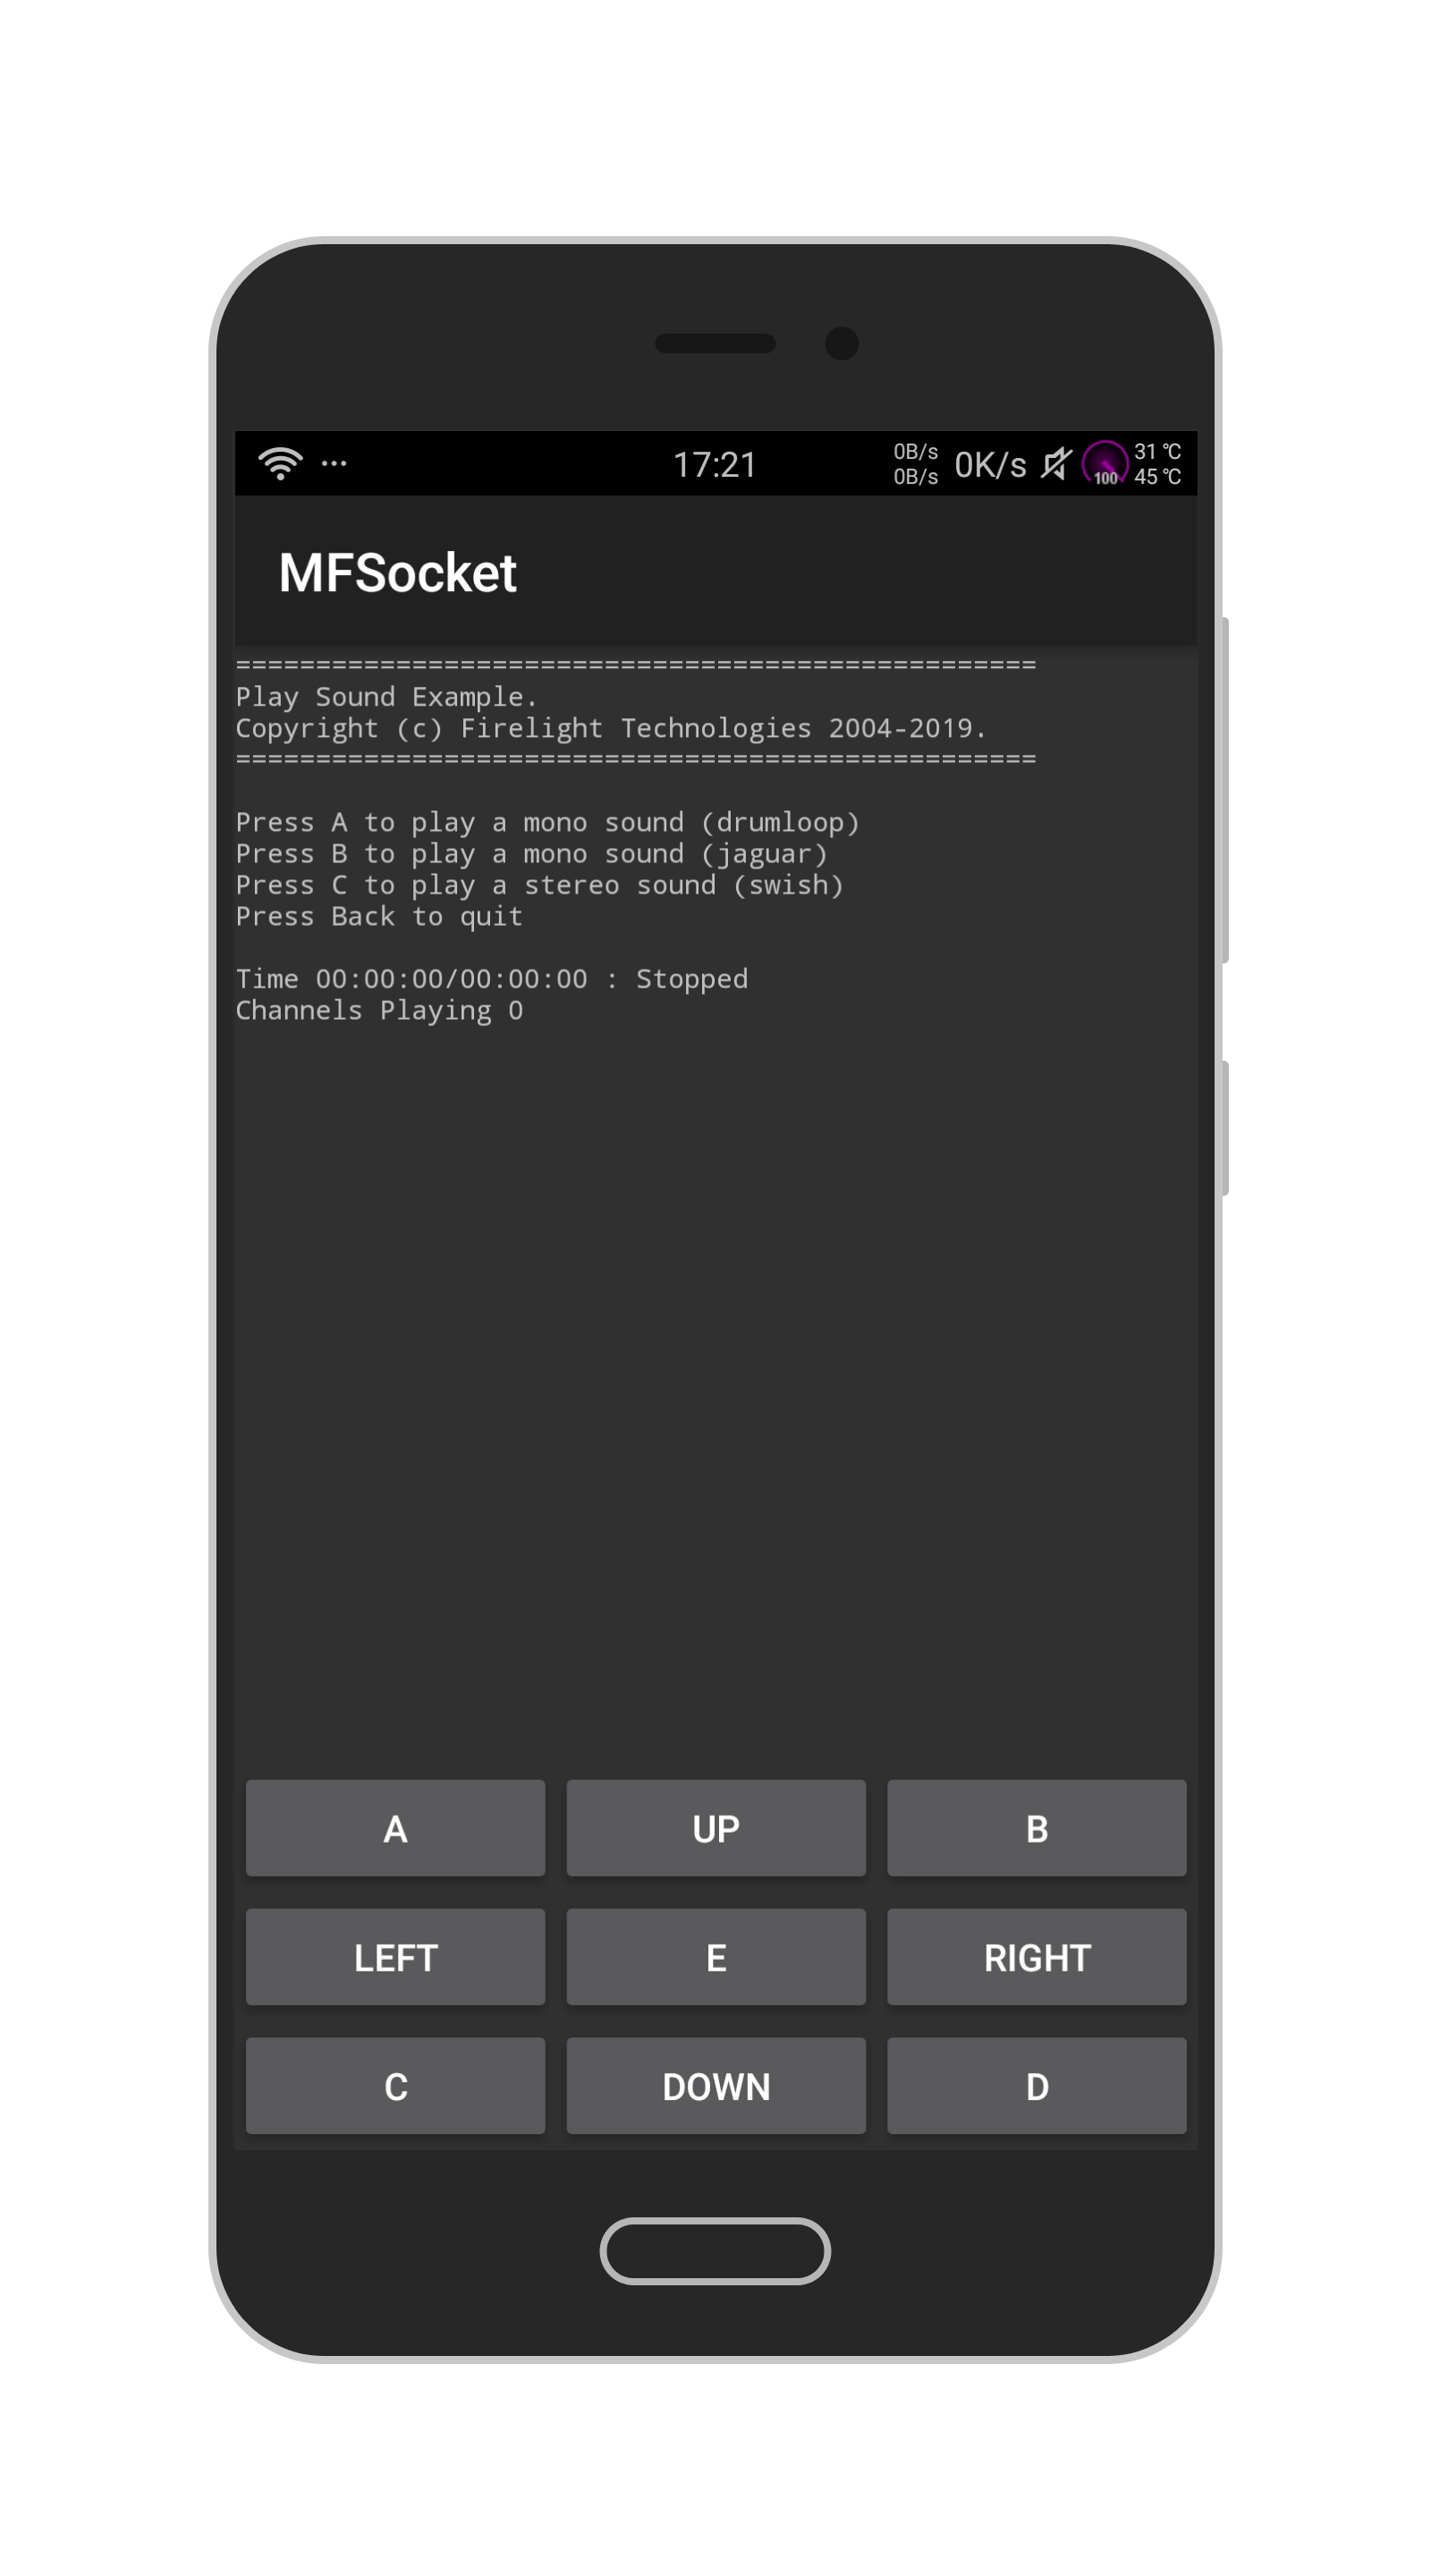 17:21
0B/s
0B/s
0K/s
100
31 ℃
45 ℃
MFSocket
==================================================
Play Sound Example.
Copyright (c) Firelight Technologies 2004-2019.
==================================================
Press A to play a mono sound (drumloop)
Press B to play a mono sound (jaguar)
Press C to play a stereo sound (swish)
Press Back to quit
Time 00:00:00/00:00:00 : Stopped
Channels Playing 0
A UP B
LEFT E RIGHT
C DOWN D